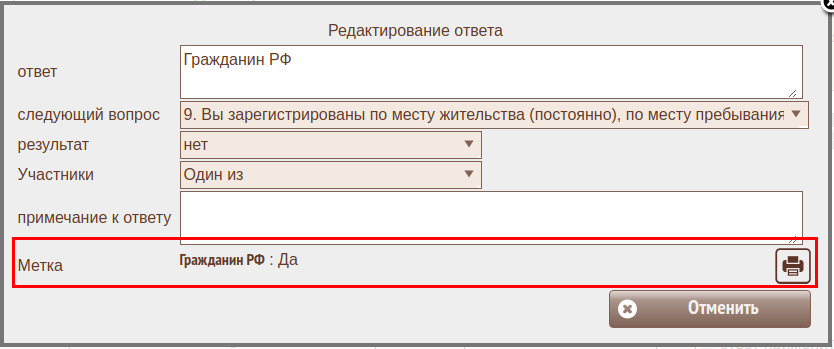 Редактирование ответа
ответ
Гражданин РФ
следующий вопрос
9. Вы зарегистрированы по месту жительства (постоянно), по месту пребывания
результат
нет
Участники
Один из
примечание к ответу
Метка
Гражданин РФ : Да
Отменить